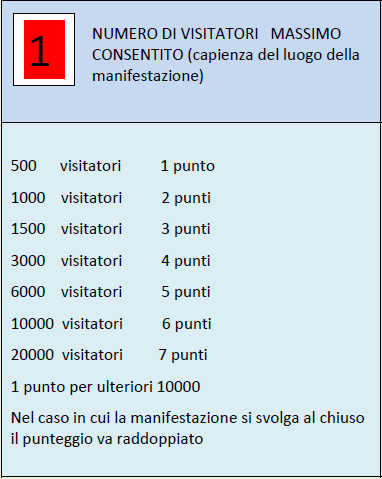 1
NUMERO DI VISITATORI MASSIMO
CONSENTITO (capienza del luogo della
manifestazione)
500 visitatori 1 punto
1000 visitatori 2 punti
1500 visitatori 3 punti
3000 visitatori 4 punti
6000 visitatori 5 punti
10000 visitatori 6 punti
20000 visitatori 7 punti
1 punto per ulteriori 10000
Nel caso in cui la manifestazione si svolga al chiuso
il punteggio va raddoppiato